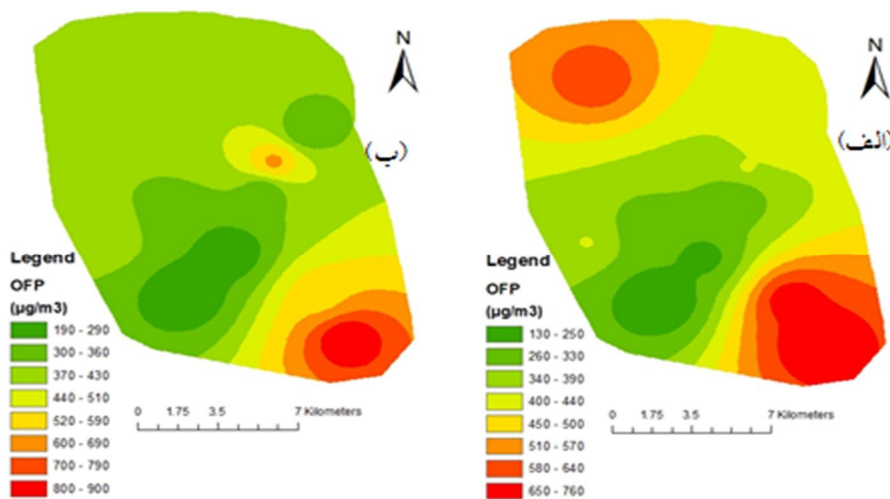 N
(ب)
Legend
OFP
(µg/m3)
190 - 290
300 - 360
370 - 430
440 - 510
520 - 590
600 - 690
700 - 790
800 - 900
0 1.75 3.5 7 Kilometers
N
(الف)
Legend
OFP
(µg/m3)
130 - 250
260 - 330
340 - 390
400 - 440
450 - 500
510 - 570
580 - 640
650 - 760
0 1.75 3.5 7 Kilometers